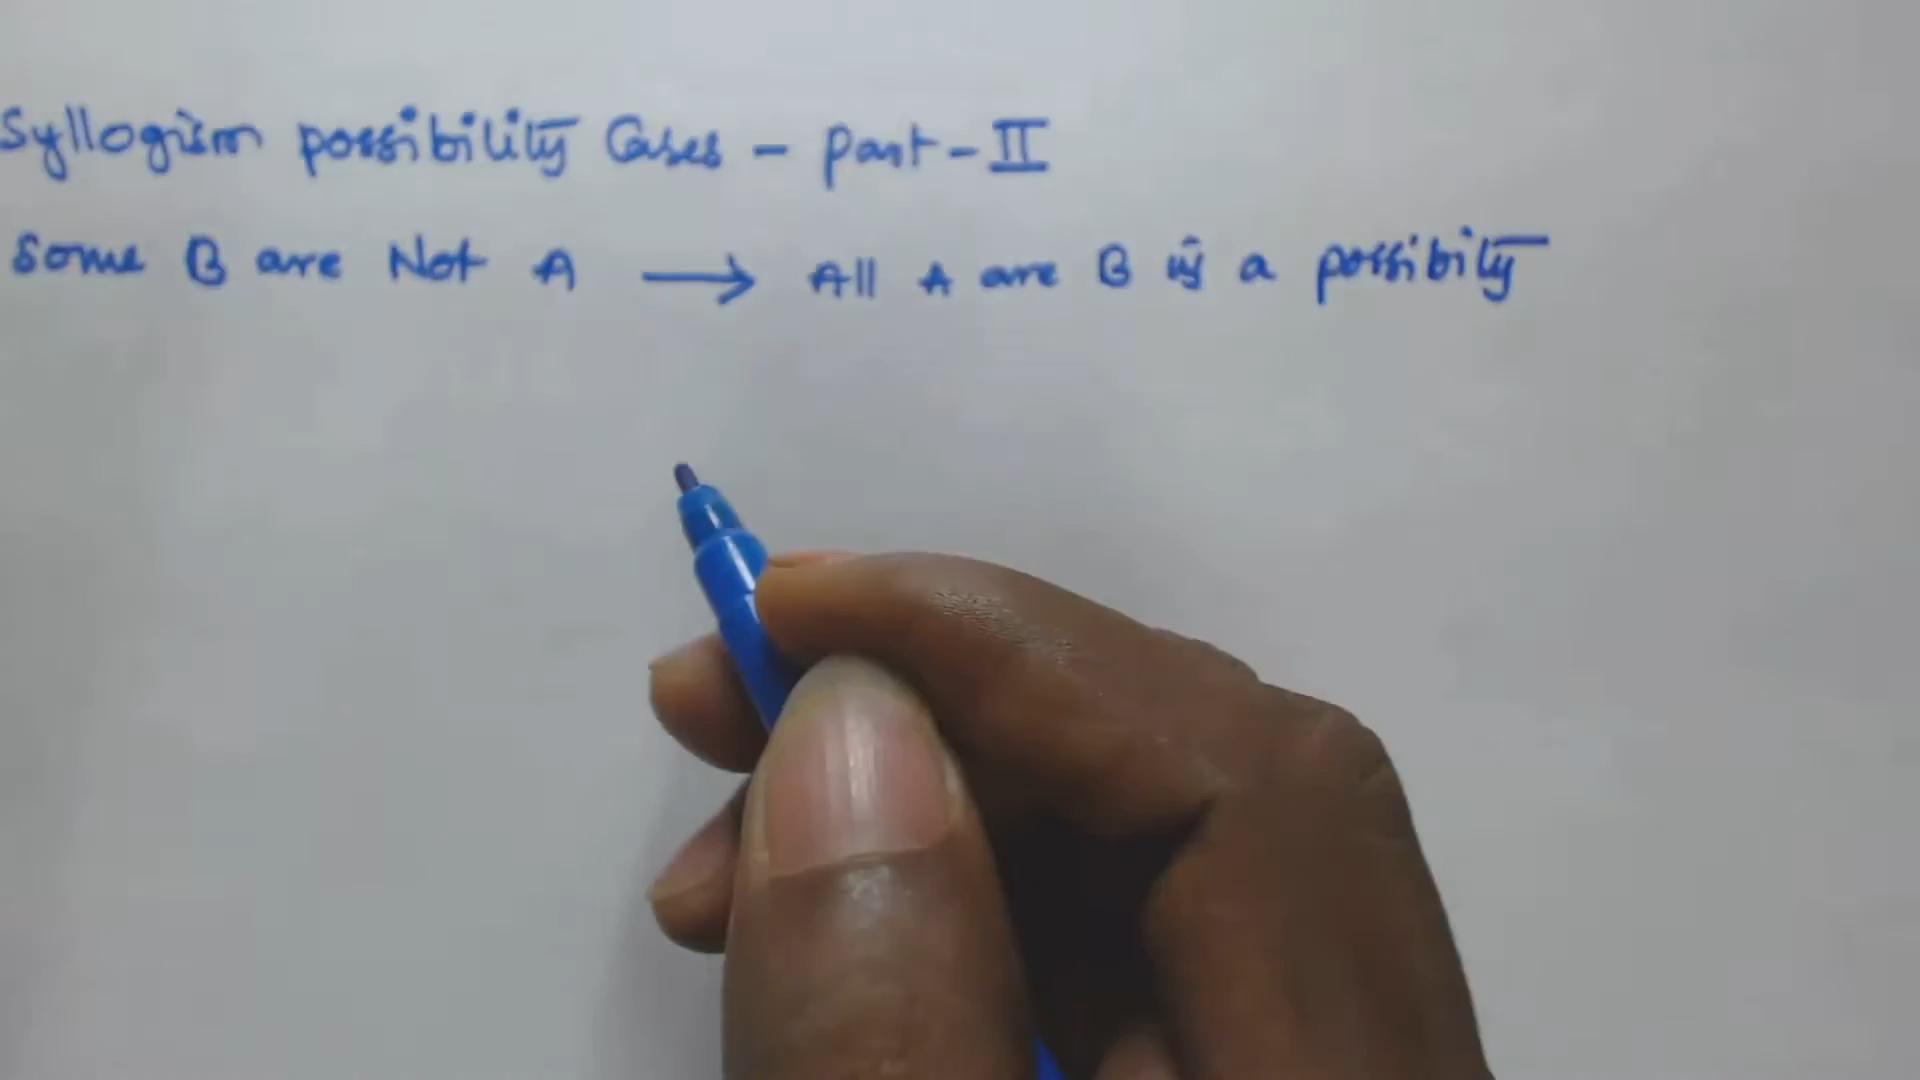 Syllogism possibility Cases - part - II
Some B are Not A → All A are B is a possibility